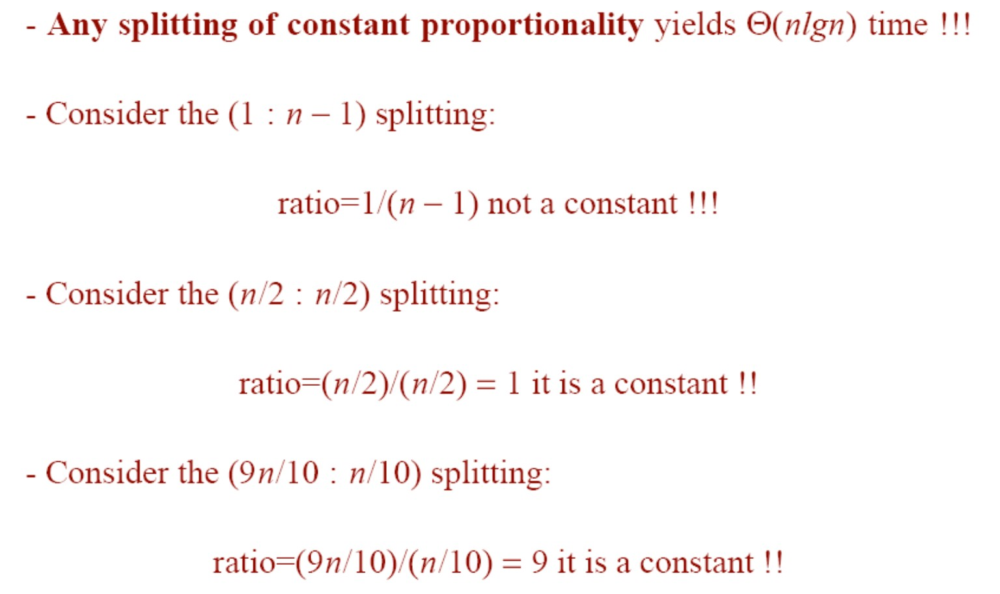 - Any splitting of constant proportionality yields Θ(nlgn) time !!!
- Consider the (1 : n − 1) splitting:
ratio=1/(n − 1) not a constant !!!
- Consider the (n/2 : n/2) splitting:
ratio=(n/2)/(n/2) = 1 it is a constant !!
- Consider the (9n/10 : n/10) splitting:
ratio=(9n/10)/(n/10) = 9 it is a constant !!